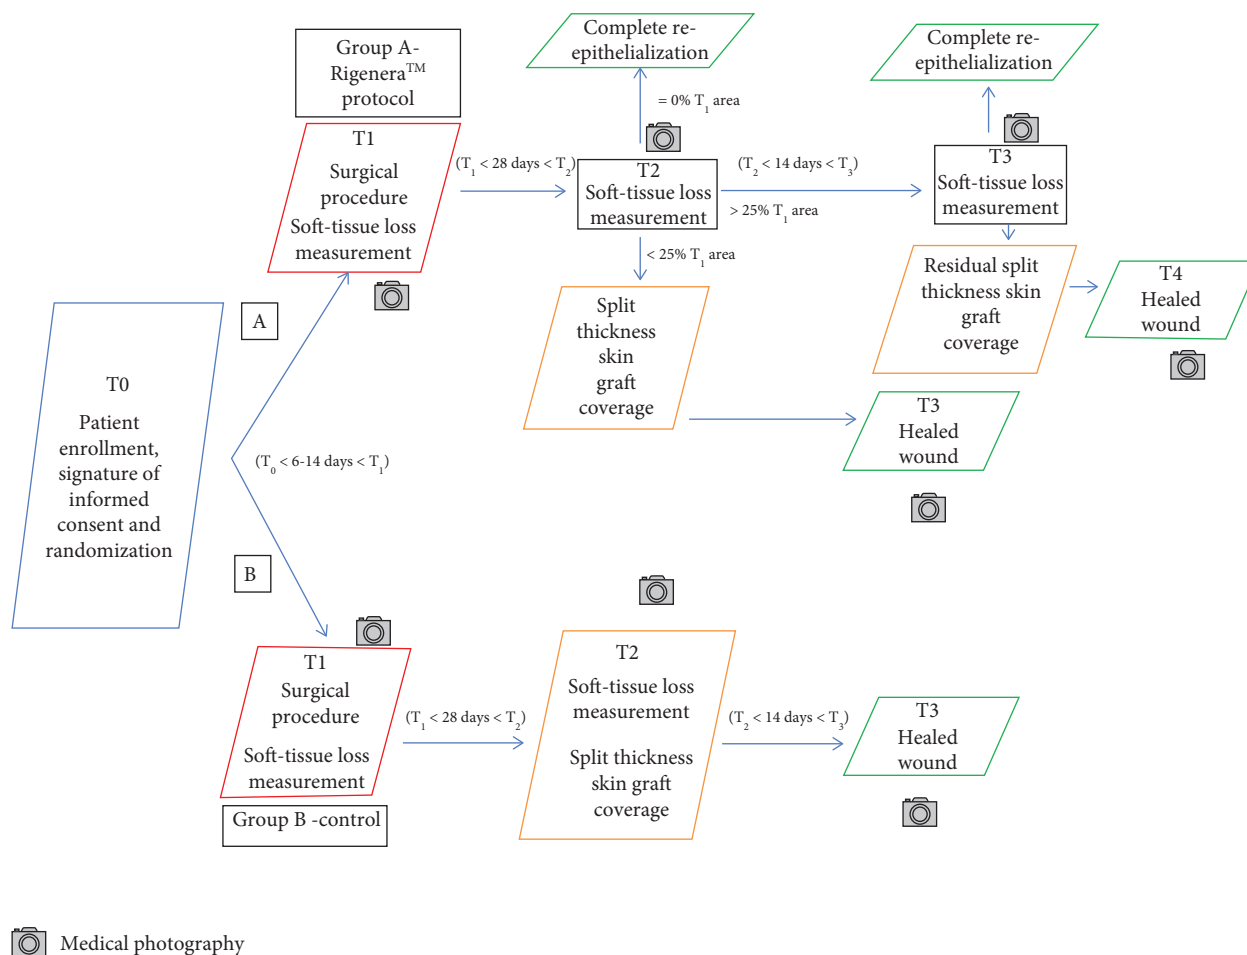 Group A-
Rigenera™
protocol
T1
Surgical
procedure
Soft-tissue loss
measurement
(T1 < 28 days < T2)
Complete re-
epithelialization
= 0% T1 area
T2
Soft-tissue loss
measurement
(T2 < 14 days < T3)
> 25% T1 area
< 25% T1 area
Split
thickness
skin
graft
coverage
T3
Healed
wound
Complete re-
epithelialization
T3
Soft-tissue loss
measurement
Residual split
thickness skin
graft
coverage
T4
Healed
wound
A
T0
Patient
enrollment,
signature of
informed
consent and
randomization
(T0 < 6-14 days < T1)
B
T1
Surgical
procedure
Soft-tissue loss
measurement
Group B -control
(T1 < 28 days < T2)
T2
Soft-tissue loss
measurement
Split thickness
skin graft
coverage
(T2 < 14 days < T3)
T3
Healed
wound
Medical photography